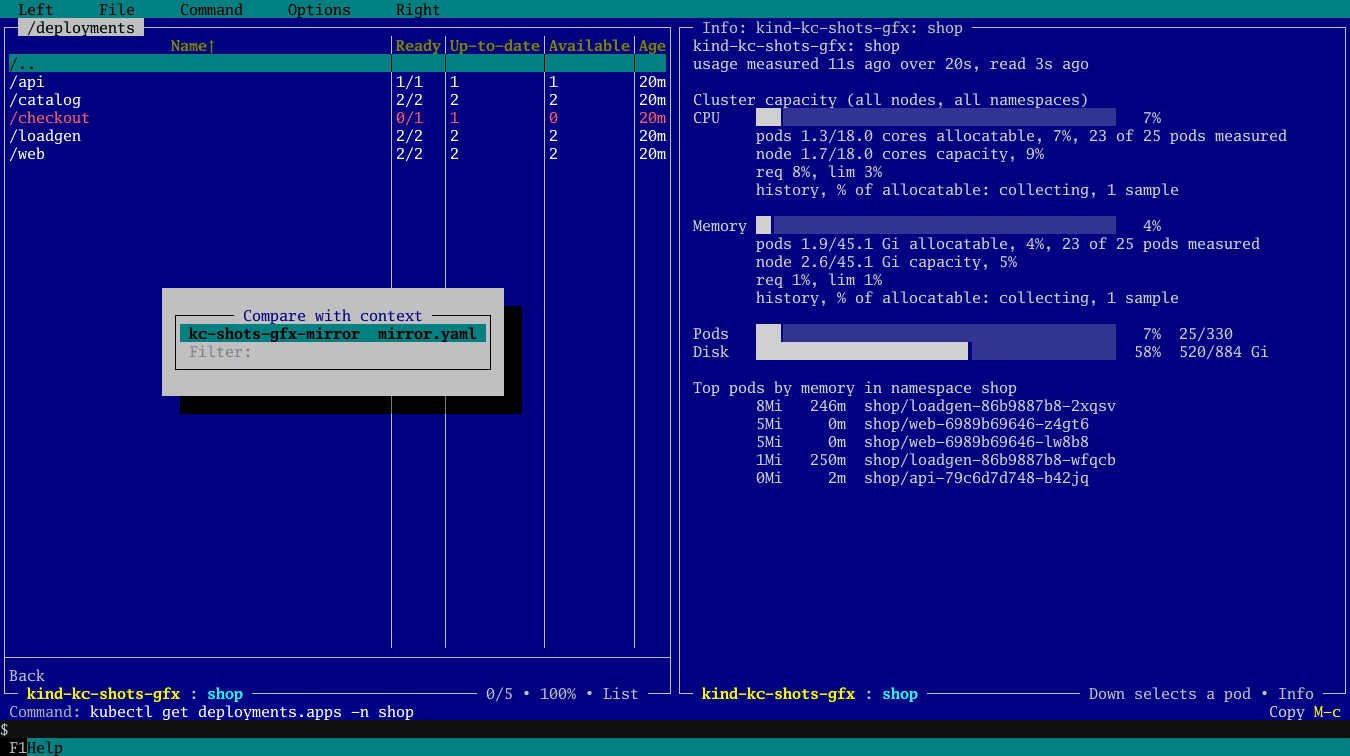 Left File Command Options Right
/deployments
Name↑ Ready Up-to-date Available Age
/..
/api 1/1 1 1 20m
/catalog 2/2 2 2 20m
/checkout 0/1 1 0 20m
/loadgen 2/2 2 2 20m
/web 2/2 2 2 20m
Compare with context
kc-shots-gfx-mirror mirror.yaml
Filter:
Back
kind-kc-shots-gfx : shop 0/5 • 100% • List
Info: kind-kc-shots-gfx: shop
kind-kc-shots-gfx: shop
usage measured 11s ago over 20s, read 3s ago
Cluster capacity (all nodes, all namespaces)
CPU 7%
pods 1.3/18.0 cores allocatable, 7%, 23 of 25 pods measured
node 1.7/18.0 cores capacity, 9%
req 8%, lim 3%
history, % of allocatable: collecting, 1 sample
Memory 4%
pods 1.9/45.1 Gi allocatable, 4%, 23 of 25 pods measured
node 2.6/45.1 Gi capacity, 5%
req 1%, lim 1%
history, % of allocatable: collecting, 1 sample
Pods 7% 25/330
Disk 58% 520/884 Gi
Top pods by memory in namespace shop
8Mi 246m shop/loadgen-86b9887b8-2xqsv
5Mi 0m shop/web-6989b69646-z4gt6
5Mi 0m shop/web-6989b69646-lw8b8
1Mi 250m shop/loadgen-86b9887b8-wfqcb
0Mi 2m shop/api-79c6d7d748-b42jq
kind-kc-shots-gfx : shop Down selects a pod • Info
Command: kubectl get deployments.apps -n shop Copy M-c
$
F1Help